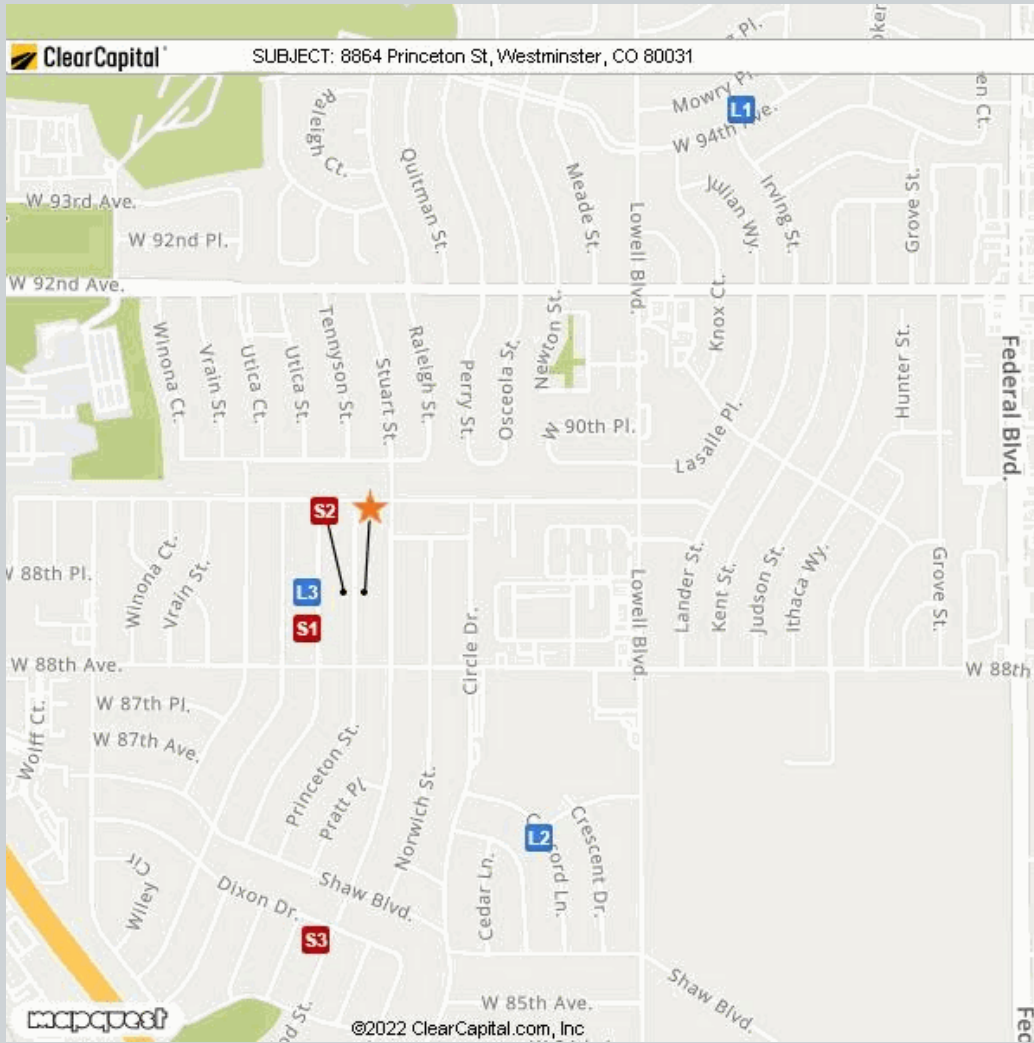 Pl.
ClearCapital
SUBJECT: 8864 Princeton St, Westminster, CO 80031
Mowry Pl.
L1
W 94th Ave.
Raleigh Ct.
Quitman St.
Meade St.
Lowell Blvd.
Julian Wy.
Irving St.
Grove St.
W 93rd Ave.
W 92nd Pl.
W 92nd Ave.
Winona Ct.
Vrain St.
Utica Ct.
Utica St.
Tennyson St.
Stuart St.
Raleigh St.
Perry St.
Osceola St.
Newton St.
Knox Ct.
Hunter St.
Federal Blvd.
W 90th Pl.
Lasalle Pl.
S2
Winona Ct.
Vrain St.
W 88th Pl.
L3
S1
Circle Dr.
Lowell Blvd.
Lander St.
Kent St.
Judson St.
Ithaca Wy.
Grove St.
W 88th Ave.
W 88th
W 87th Pl.
W 87th Ave.
Wolff Ct.
Princeton St.
Pratt Pl
Norwich St.
L2
ord Ln.
Crescent Dr.
Cedar Ln.
Wiley Cir
Dixon Dr.
Shaw Blvd.
S3
Shaw Blvd.
W 85th Ave.
mapquest
©2022 ClearCapital.com, Inc